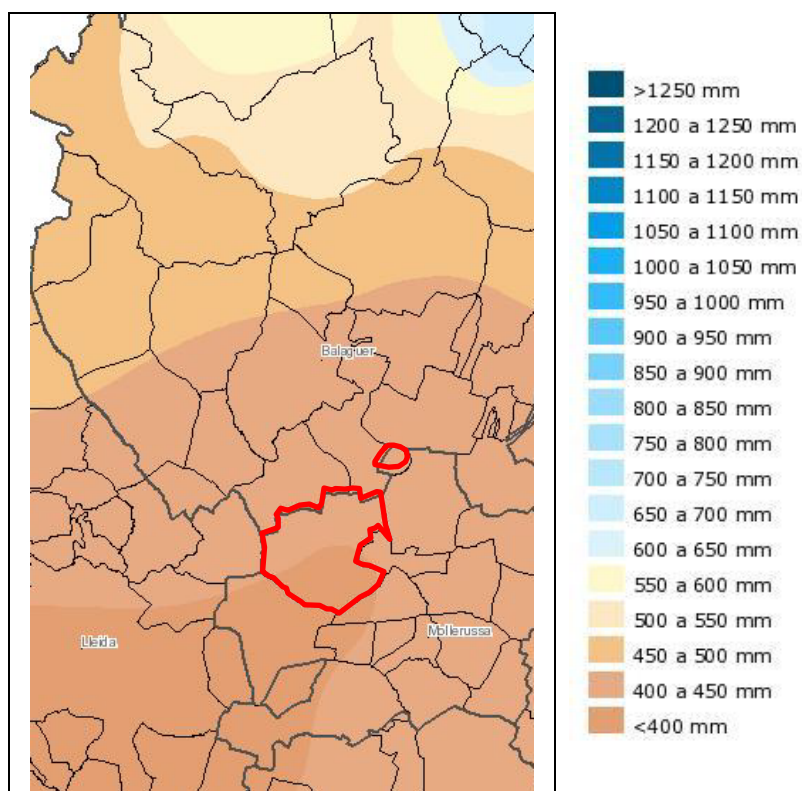 Balaguer
Lleida
Mollerussa
>1250 mm
1200 a 1250 mm
1150 a 1200 mm
1100 a 1150 mm
1050 a 1100 mm
1000 a 1050 mm
950 a 1000 mm
900 a 950 mm
850 a 900 mm
800 a 850 mm
750 a 800 mm
700 a 750 mm
650 a 700 mm
600 a 650 mm
550 a 600 mm
500 a 550 mm
450 a 500 mm
400 a 450 mm
<400 mm